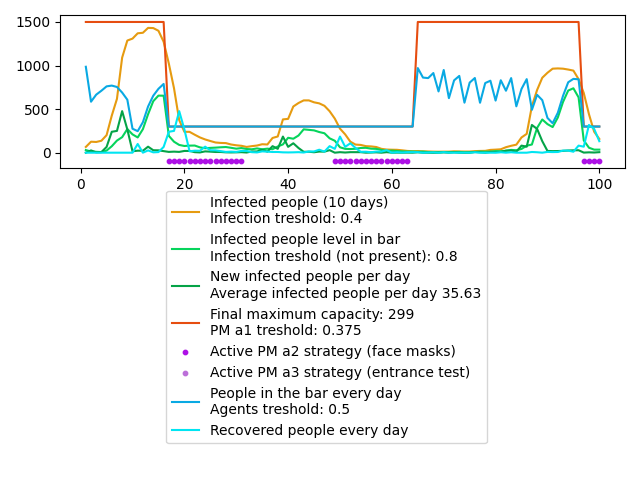 1500
1000
500
0
0 20 40 60 80 100
Infected people (10 days)
Infection treshold: 0.4
Infected people level in bar
Infection treshold (not present): 0.8
New infected people per day
Average infected people per day 35.63
Final maximum capacity: 299
PM a1 treshold: 0.375
Active PM a2 strategy (face masks)
Active PM a3 strategy (entrance test)
People in the bar every day
Agents treshold: 0.5
Recovered people every day